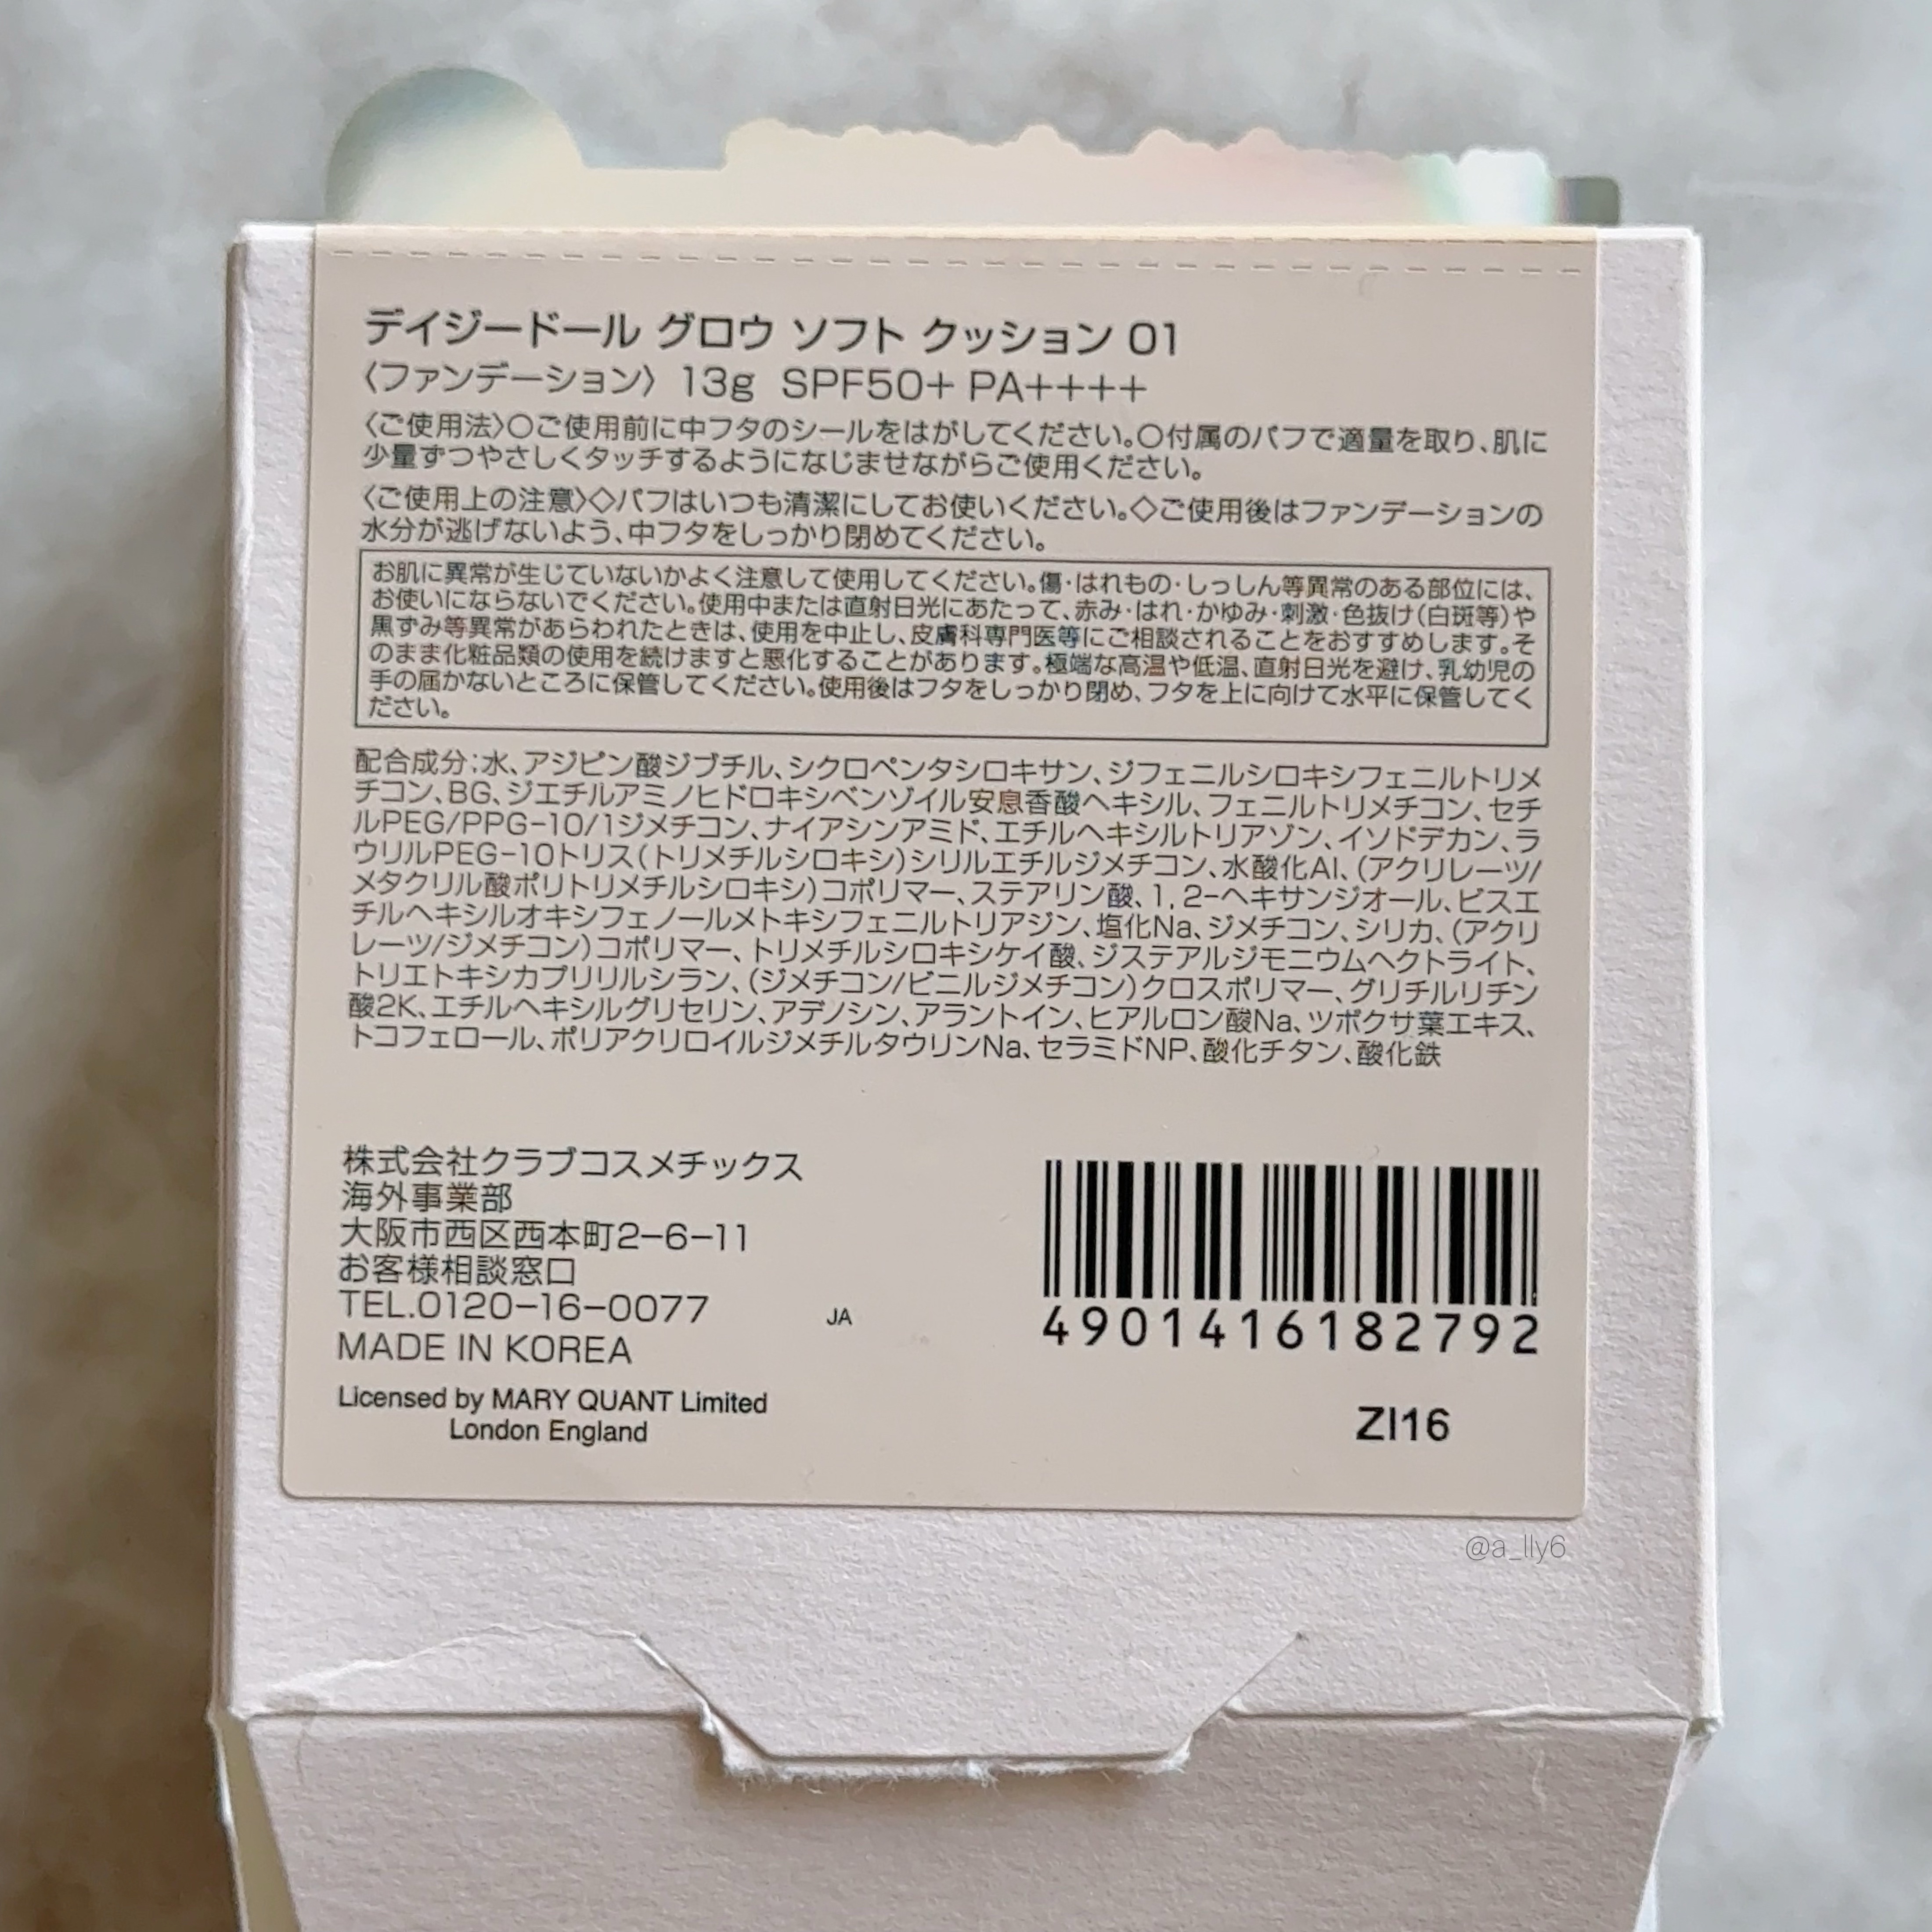 デイジードール グロウ ソフト クッション 01
〈ファンデーション〉 13g SPF50+ PA++++
〈ご使用法〉○ご使用前に中フタのシールをはがしてください。○付属のパフで適量を取り、肌に
少量ずつやさしくタッチするようになじませながらご使用ください。
〈ご使用上の注意〉◇パフはいつも清潔にしてお使いください。◇ご使用後はファンデーションの
水分が逃げないよう、中フタをしっかり閉めてください。
お肌に異常が生じていないかよく注意して使用してください。傷・はれもの・しっしん等異常のある部位には、
お使いにならないでください。使用中または直射日光にあたって、赤み・はれ・かゆみ・刺激・色抜け(白斑等)や
黒ずみ等異常があらわれたときは、使用を中止し、皮膚科専門医等にご相談されることをおすすめします。そ
のまま化粧品類の使用を続けますと悪化することがあります。極端な高温や低温、直射日光を避け、乳幼児の
手の届かないところに保管してください。使用後はフタをしっかり閉め、フタを上に向けて水平に保管してく
ださい。
配合成分:水、アジピン酸ジブチル、シクロペンタシロキサン、ジフェニルシロキシフェニルトリメ
チコン、BG、ジエチルアミノヒドロキシベンゾイル安息香酸ヘキシル、フェニルトリメチコン、セチ
ルPEG/PPG-10/1ジメチコン、ナイアシンアミド、エチルヘキシルトリアゾン、イソドデカン、ラ
ウリルPEG-10トリス(トリメチルシロキシ)シリルエチルジメチコン、水酸化Al、(アクリレーツ/
メタクリル酸ポリトリメチルシロキシ)コポリマー、ステアリン酸、1,2-ヘキサンジオール、ビスエ
チルヘキシルオキシフェノールメトキシフェニルトリアジン、塩化Na、ジメチコン、シリカ、(アクリ
レーツ/ジメチコン)コポリマー、トリメチルシロキシケイ酸、ジステアルジモニウムヘクトライト、
トリエトキシカプリリルシラン、(ジメチコン/ビニルジメチコン)クロスポリマー、グリチルリチン
酸2K、エチルヘキシルグリセリン、アデノシン、アラントイン、ヒアルロン酸Na、ツボクサ葉エキス、
トコフェロール、ポリアクリロイルジメチルタウリンNa、セラミドNP、酸化チタン、酸化鉄
株式会社クラブコスメチックス
海外事業部
大阪市西区西本町2-6-11
お客様相談窓口
TEL.0120-16-0077
JA
MADE IN KOREA
Licensed by MARY QUANT Limited
London England
4901416182792
ZI16
@a_lly6